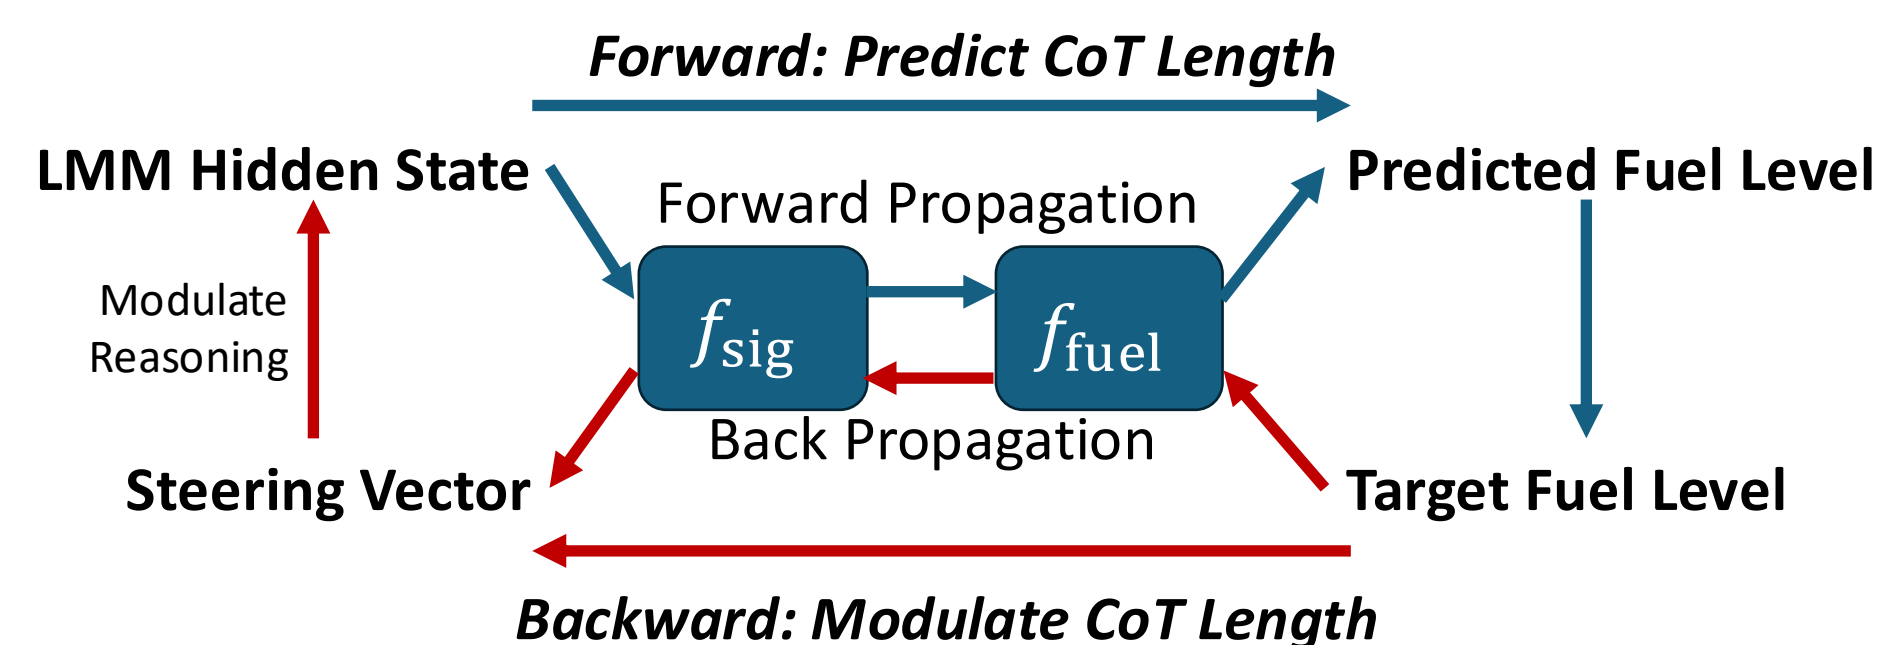 Forward: Predict CoT Length
LMM Hidden State
Predicted Fuel Level
Forward Propagation
Modulate
Reasoning
fsig
ffuel
Back Propagation
Steering Vector
Target Fuel Level
Backward: Modulate CoT Length